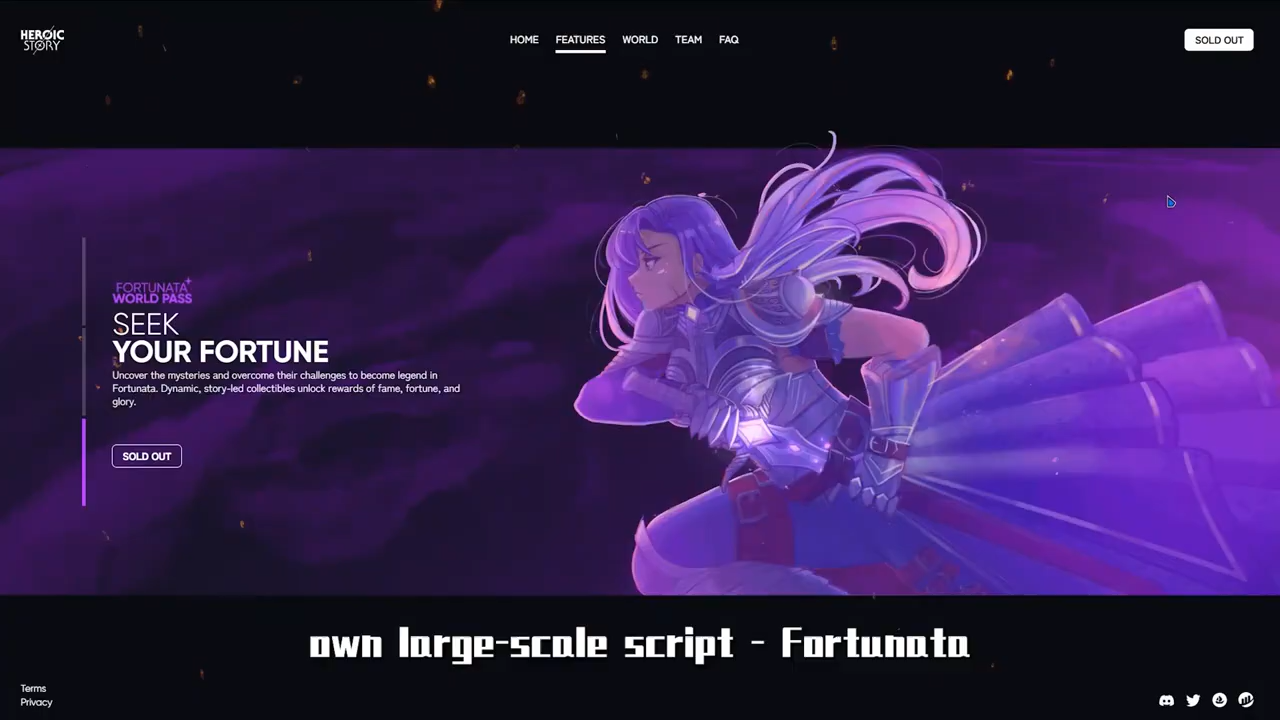 HEROIC
STORY
HOME
FEATURES
WORLD
TEAM
FAQ
SOLD OUT
FORTUNATA
WORLD PASS
SEEK
YOUR FORTUNE
Uncover the mysteries and overcome their challenges to become legend in
Fortunata. Dynamic, story-led collectibles unlock rewards of fame, fortune, and
glory.
SOLD OUT
own large-scale script - Fortunata
Terms
Privacy